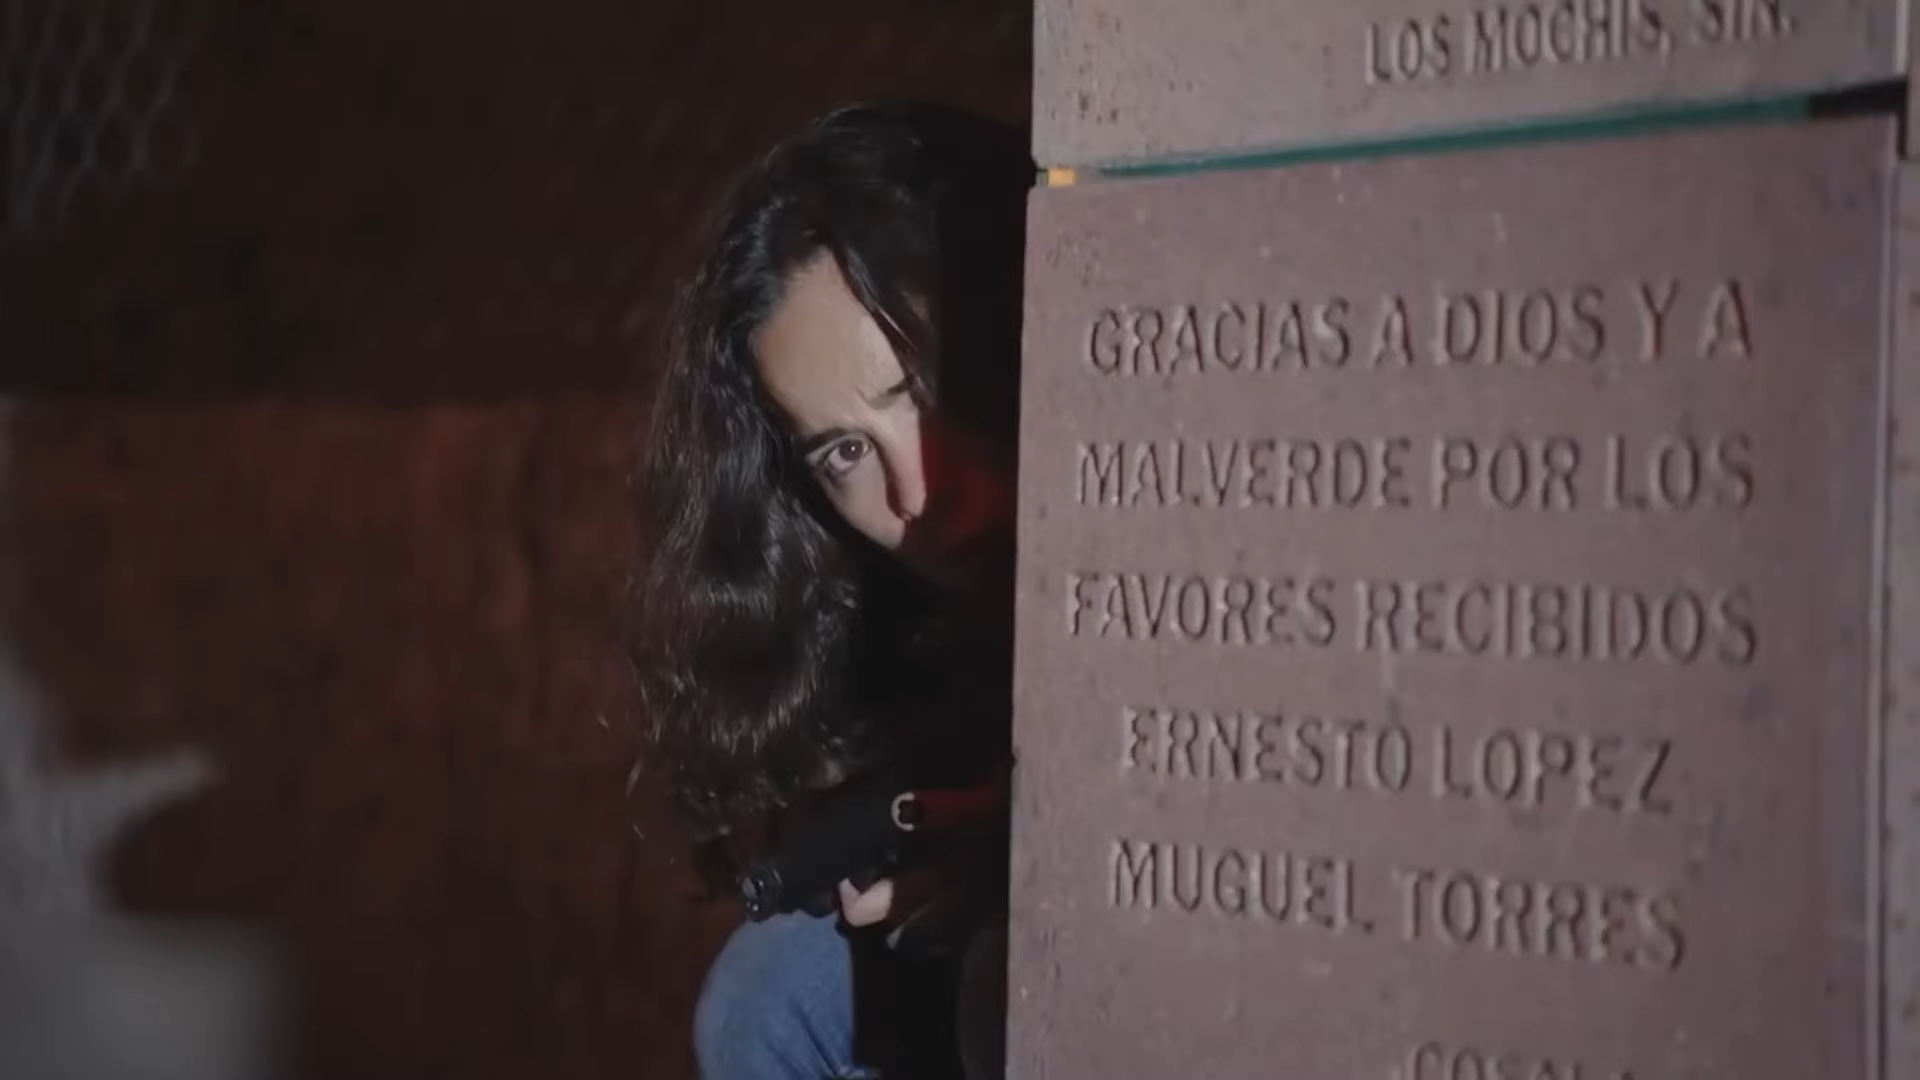 LOS MOCHIS, SIN.
GRACIAS A DIOS Y A
MALVERDE POR LOS
FAVORES RECIBIDOS
ERNESTO LOPEZ
MUGUEL TORRES